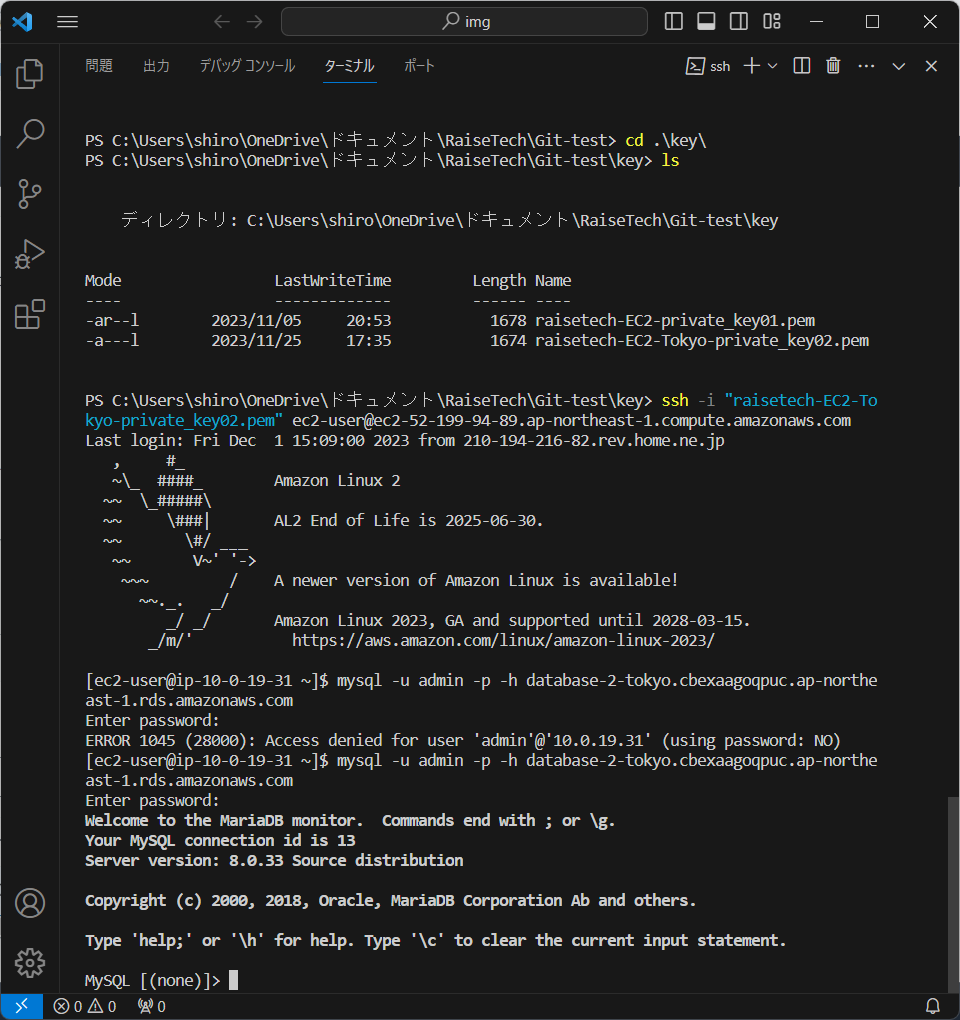 img
問題 出力 デバッグ コンソール ターミナル ポート ssh
PS C:\Users\shiro\OneDrive\ドキュメント\RaiseTech\Git-test> cd .\key\
PS C:\Users\shiro\OneDrive\ドキュメント\RaiseTech\Git-test\key> ls
ディレクトリ: C:\Users\shiro\OneDrive\ドキュメント\RaiseTech\Git-test\key
Mode                 LastWriteTime         Length Name
----                 -------------         ------ ----
-ar--l        2023/11/05     20:53           1678 raisetech-EC2-private_key01.pem
-a---l        2023/11/25     17:35           1674 raisetech-EC2-Tokyo-private_key02.pem
PS C:\Users\shiro\OneDrive\ドキュメント\RaiseTech\Git-test\key> ssh -i "raisetech-EC2-To
kyo-private_key02.pem" ec2-user@ec2-52-199-94-89.ap-northeast-1.compute.amazonaws.com
Last login: Fri Dec  1 15:09:00 2023 from 210-194-216-82.rev.home.ne.jp
   ,     #_
   ~\_  ####_        Amazon Linux 2
  ~~  \_#####\
  ~~     \###|       AL2 End of Life is 2025-06-30.
  ~~       \#/ ___
   ~~       V~' '->
    ~~~         /    A newer version of Amazon Linux is available!
      ~~._.   _/
         _/ _/       Amazon Linux 2023, GA and supported until 2028-03-15.
       _/m/'           https://aws.amazon.com/linux/amazon-linux-2023/
[ec2-user@ip-10-0-19-31 ~]$ mysql -u admin -p -h database-2-tokyo.cbexaagoqpuc.ap-northe
ast-1.rds.amazonaws.com
Enter password:
ERROR 1045 (28000): Access denied for user 'admin'@'10.0.19.31' (using password: NO)
[ec2-user@ip-10-0-19-31 ~]$ mysql -u admin -p -h database-2-tokyo.cbexaagoqpuc.ap-northe
ast-1.rds.amazonaws.com
Enter password:
Welcome to the MariaDB monitor.  Commands end with ; or \g.
Your MySQL connection id is 13
Server version: 8.0.33 Source distribution
Copyright (c) 2000, 2018, Oracle, MariaDB Corporation Ab and others.
Type 'help;' or '\h' for help. Type '\c' to clear the current input statement.
MySQL [(none)]>
0 0 0